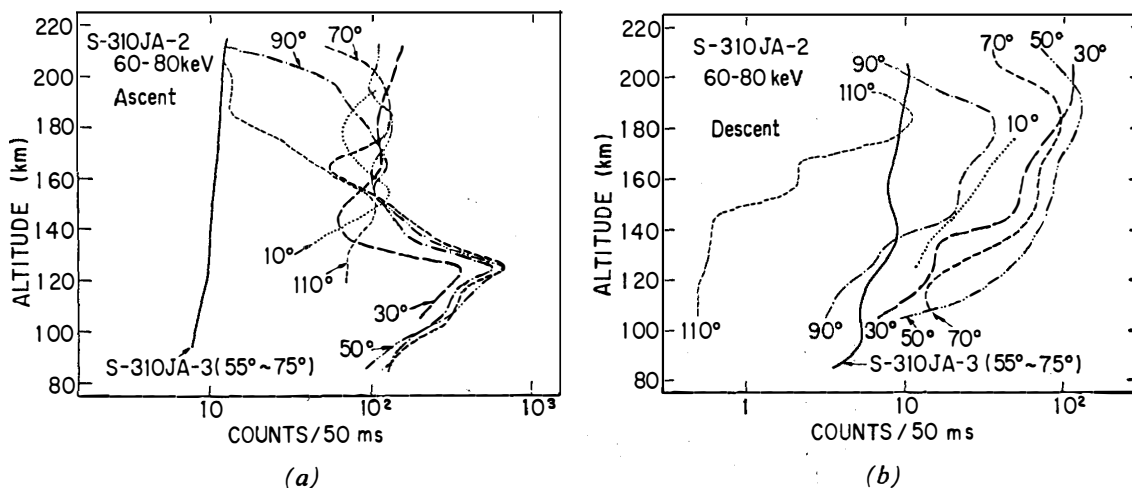 220
200
180
160
140
120
100
80
ALTITUDE (km)
S-310JA-2
60-80keV
Ascent
90°
70°
10°
110°
30°
50°
S-310JA-3 (55°~75°)
10
10²
10³
COUNTS/50 ms
(a)
220
200
180
160
140
120
100
80
ALTITUDE (km)
S-310JA-2
60-80 keV
Descent
70°
50°
30°
90°
110°
10°
110°
90°
30°
50°
70°
S-310JA-3 (55°~75°)
1
10
10²
COUNTS/50 ms
(b)